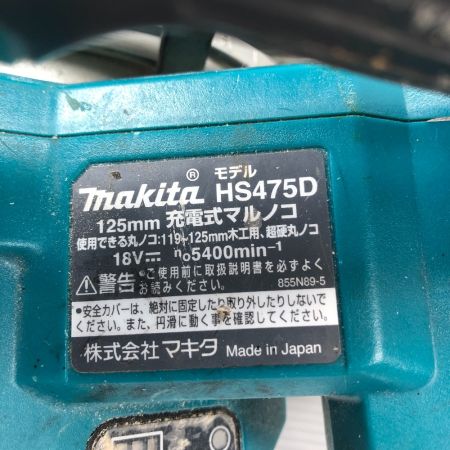 makita® モデル HS475D
125mm 充電式マルノコ
使用できる丸ノコ:119~125mm木工用、超硬丸ノコ
18V⎓ n₀5400min⁻¹
⚠警告 •ご使用前に取扱説明書を必ずよく
お読みください。 855N89-5
•安全カバーは、絶対に固定したり取り外したりしないで
ください。また、円滑に動く事を確認してください。
株式会社マキタ Made in Japan